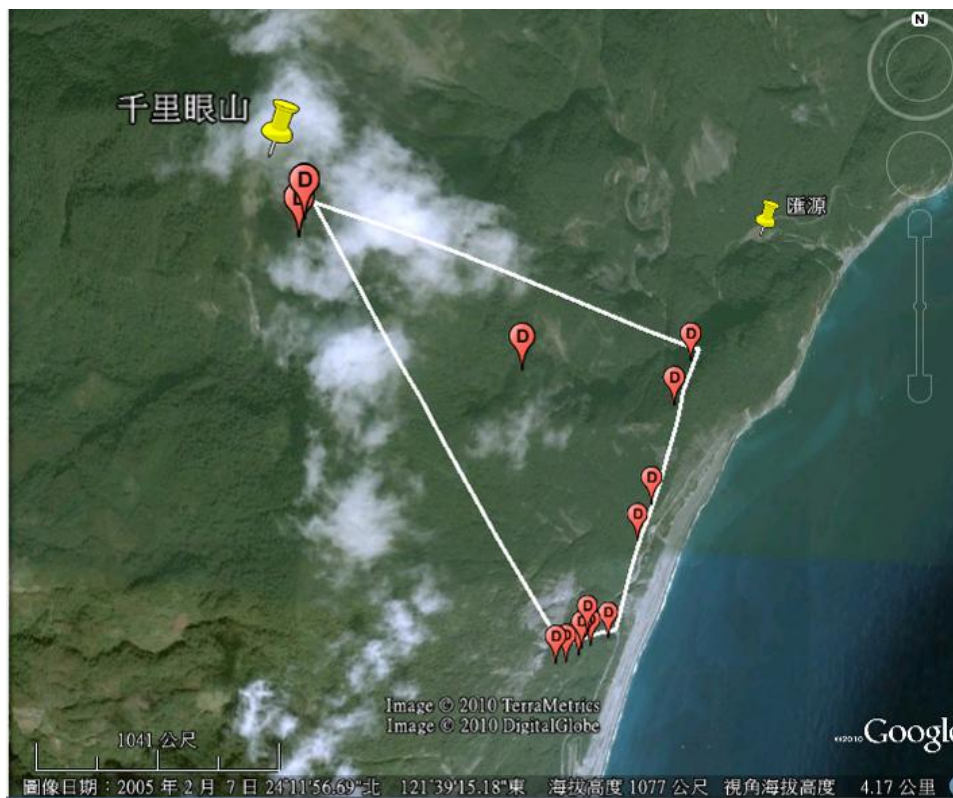 N
千里眼山
D
D
匯源
D
D
D
D
D
D
D
D
D
D
D
Image © 2010 TerraMetrics
Image © 2010 DigitalGlobe
©2010 Google
1041 公尺
圖像日期：2005 年 2 月 7 日 24°11'56.69"北 121°39'15.18"東 海拔高度 1077 公尺 視角海拔高度 4.17 公里